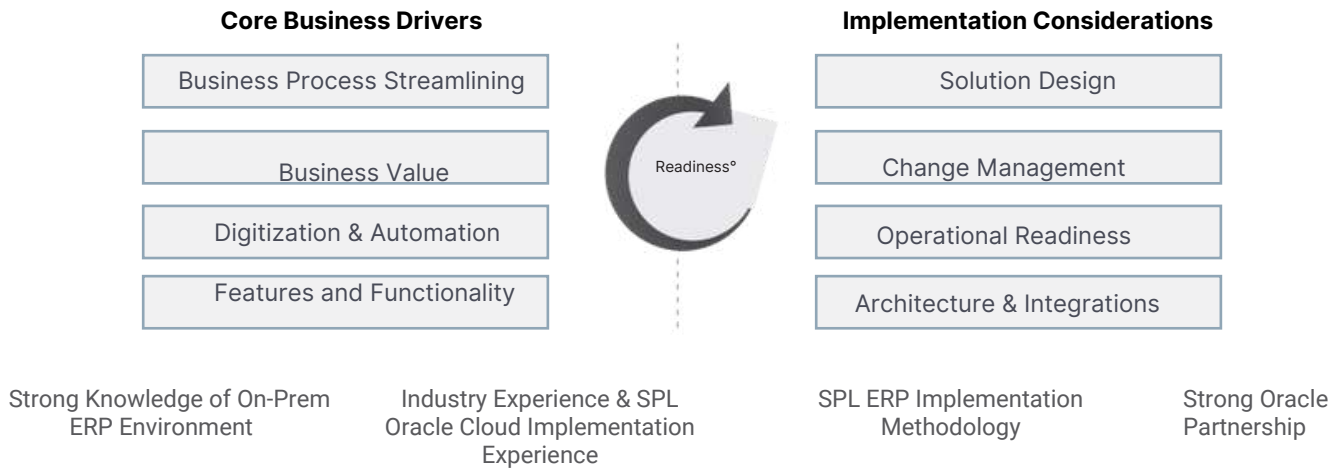 Core Business Drivers
Business Process Streamlining
Business Value
Digitization & Automation
Features and Functionality
Readiness°
Implementation Considerations
Solution Design
Change Management
Operational Readiness
Architecture & Integrations
Strong Knowledge of On-Prem
ERP Environment
Industry Experience & SPL
Oracle Cloud Implementation
Experience
SPL ERP Implementation
Methodology
Strong Oracle
Partnership